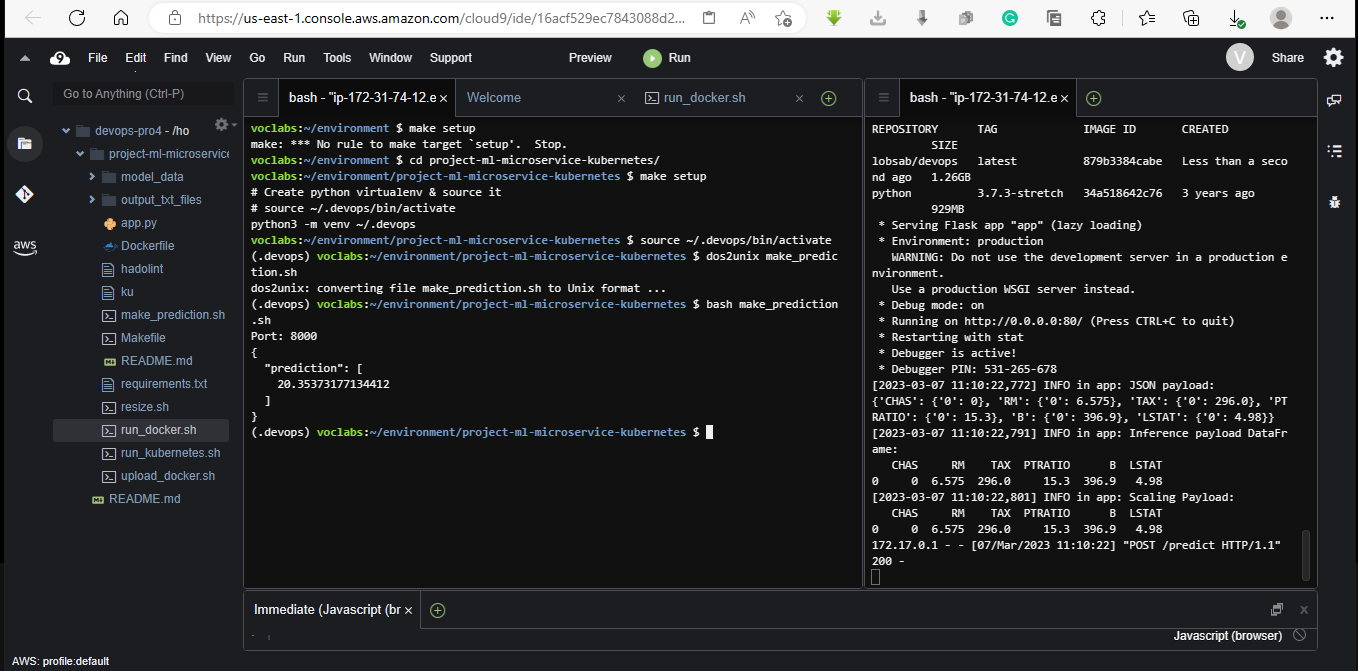 https://us-east-1.console.aws.amazon.com/cloud9/ide/16acf529ec7843088d2...
9 File Edit Find View Go Run Tools Window Support Preview Run V Share
Go to Anything (Ctrl-P)
devops-pro4 - /ho
project-ml-microservice
model_data
output_txt_files
app.py
Dockerfile
hadolint
ku
make_prediction.sh
Makefile
README.md
requirements.txt
resize.sh
run_docker.sh
run_kubernetes.sh
upload_docker.sh
README.md
aws
bash - "ip-172-31-74-12.e × Welcome × run_docker.sh ×
voclabs:~/environment $ make setup
make: *** No rule to make target `setup'.  Stop.
voclabs:~/environment $ cd project-ml-microservice-kubernetes/
voclabs:~/environment/project-ml-microservice-kubernetes $ make setup
# Create python virtualenv & source it
# source ~/.devops/bin/activate
python3 -m venv ~/.devops
voclabs:~/environment/project-ml-microservice-kubernetes $ source ~/.devops/bin/activate
(.devops) voclabs:~/environment/project-ml-microservice-kubernetes $ dos2unix make_predic
tion.sh
dos2unix: converting file make_prediction.sh to Unix format ...
(.devops) voclabs:~/environment/project-ml-microservice-kubernetes $ bash make_prediction
.sh
Port: 8000
{
"prediction": [
20.35373177134412
]
}
(.devops) voclabs:~/environment/project-ml-microservice-kubernetes $
bash - "ip-172-31-74-12.e ×
REPOSITORY TAG IMAGE ID CREATED
SIZE
lobsab/devops latest 879b3384cabe Less than a seco
nd ago 1.26GB
python 3.7.3-stretch 34a518642c76 3 years ago
929MB
* Serving Flask app "app" (lazy loading)
* Environment: production
WARNING: Do not use the development server in a production e
nvironment.
Use a production WSGI server instead.
* Debug mode: on
* Running on http://0.0.0.0:80/ (Press CTRL+C to quit)
* Restarting with stat
* Debugger is active!
* Debugger PIN: 531-265-678
[2023-03-07 11:10:22,772] INFO in app: JSON payload:
{'CHAS': {'0': 0}, 'RM': {'0': 6.575}, 'TAX': {'0': 296.0}, 'PT
RATIO': {'0': 15.3}, 'B': {'0': 396.9}, 'LSTAT': {'0': 4.98}}
[2023-03-07 11:10:22,791] INFO in app: Inference payload DataFr
ame:
CHAS RM TAX PTRATIO B LSTAT
0 0 6.575 296.0 15.3 396.9 4.98
[2023-03-07 11:10:22,801] INFO in app: Scaling Payload:
CHAS RM TAX PTRATIO B LSTAT
0 0 6.575 296.0 15.3 396.9 4.98
172.17.0.1 - - [07/Mar/2023 11:10:22] "POST /predict HTTP/1.1"
200 -
Immediate (Javascript (br ×
Javascript (browser)
AWS: profile:default